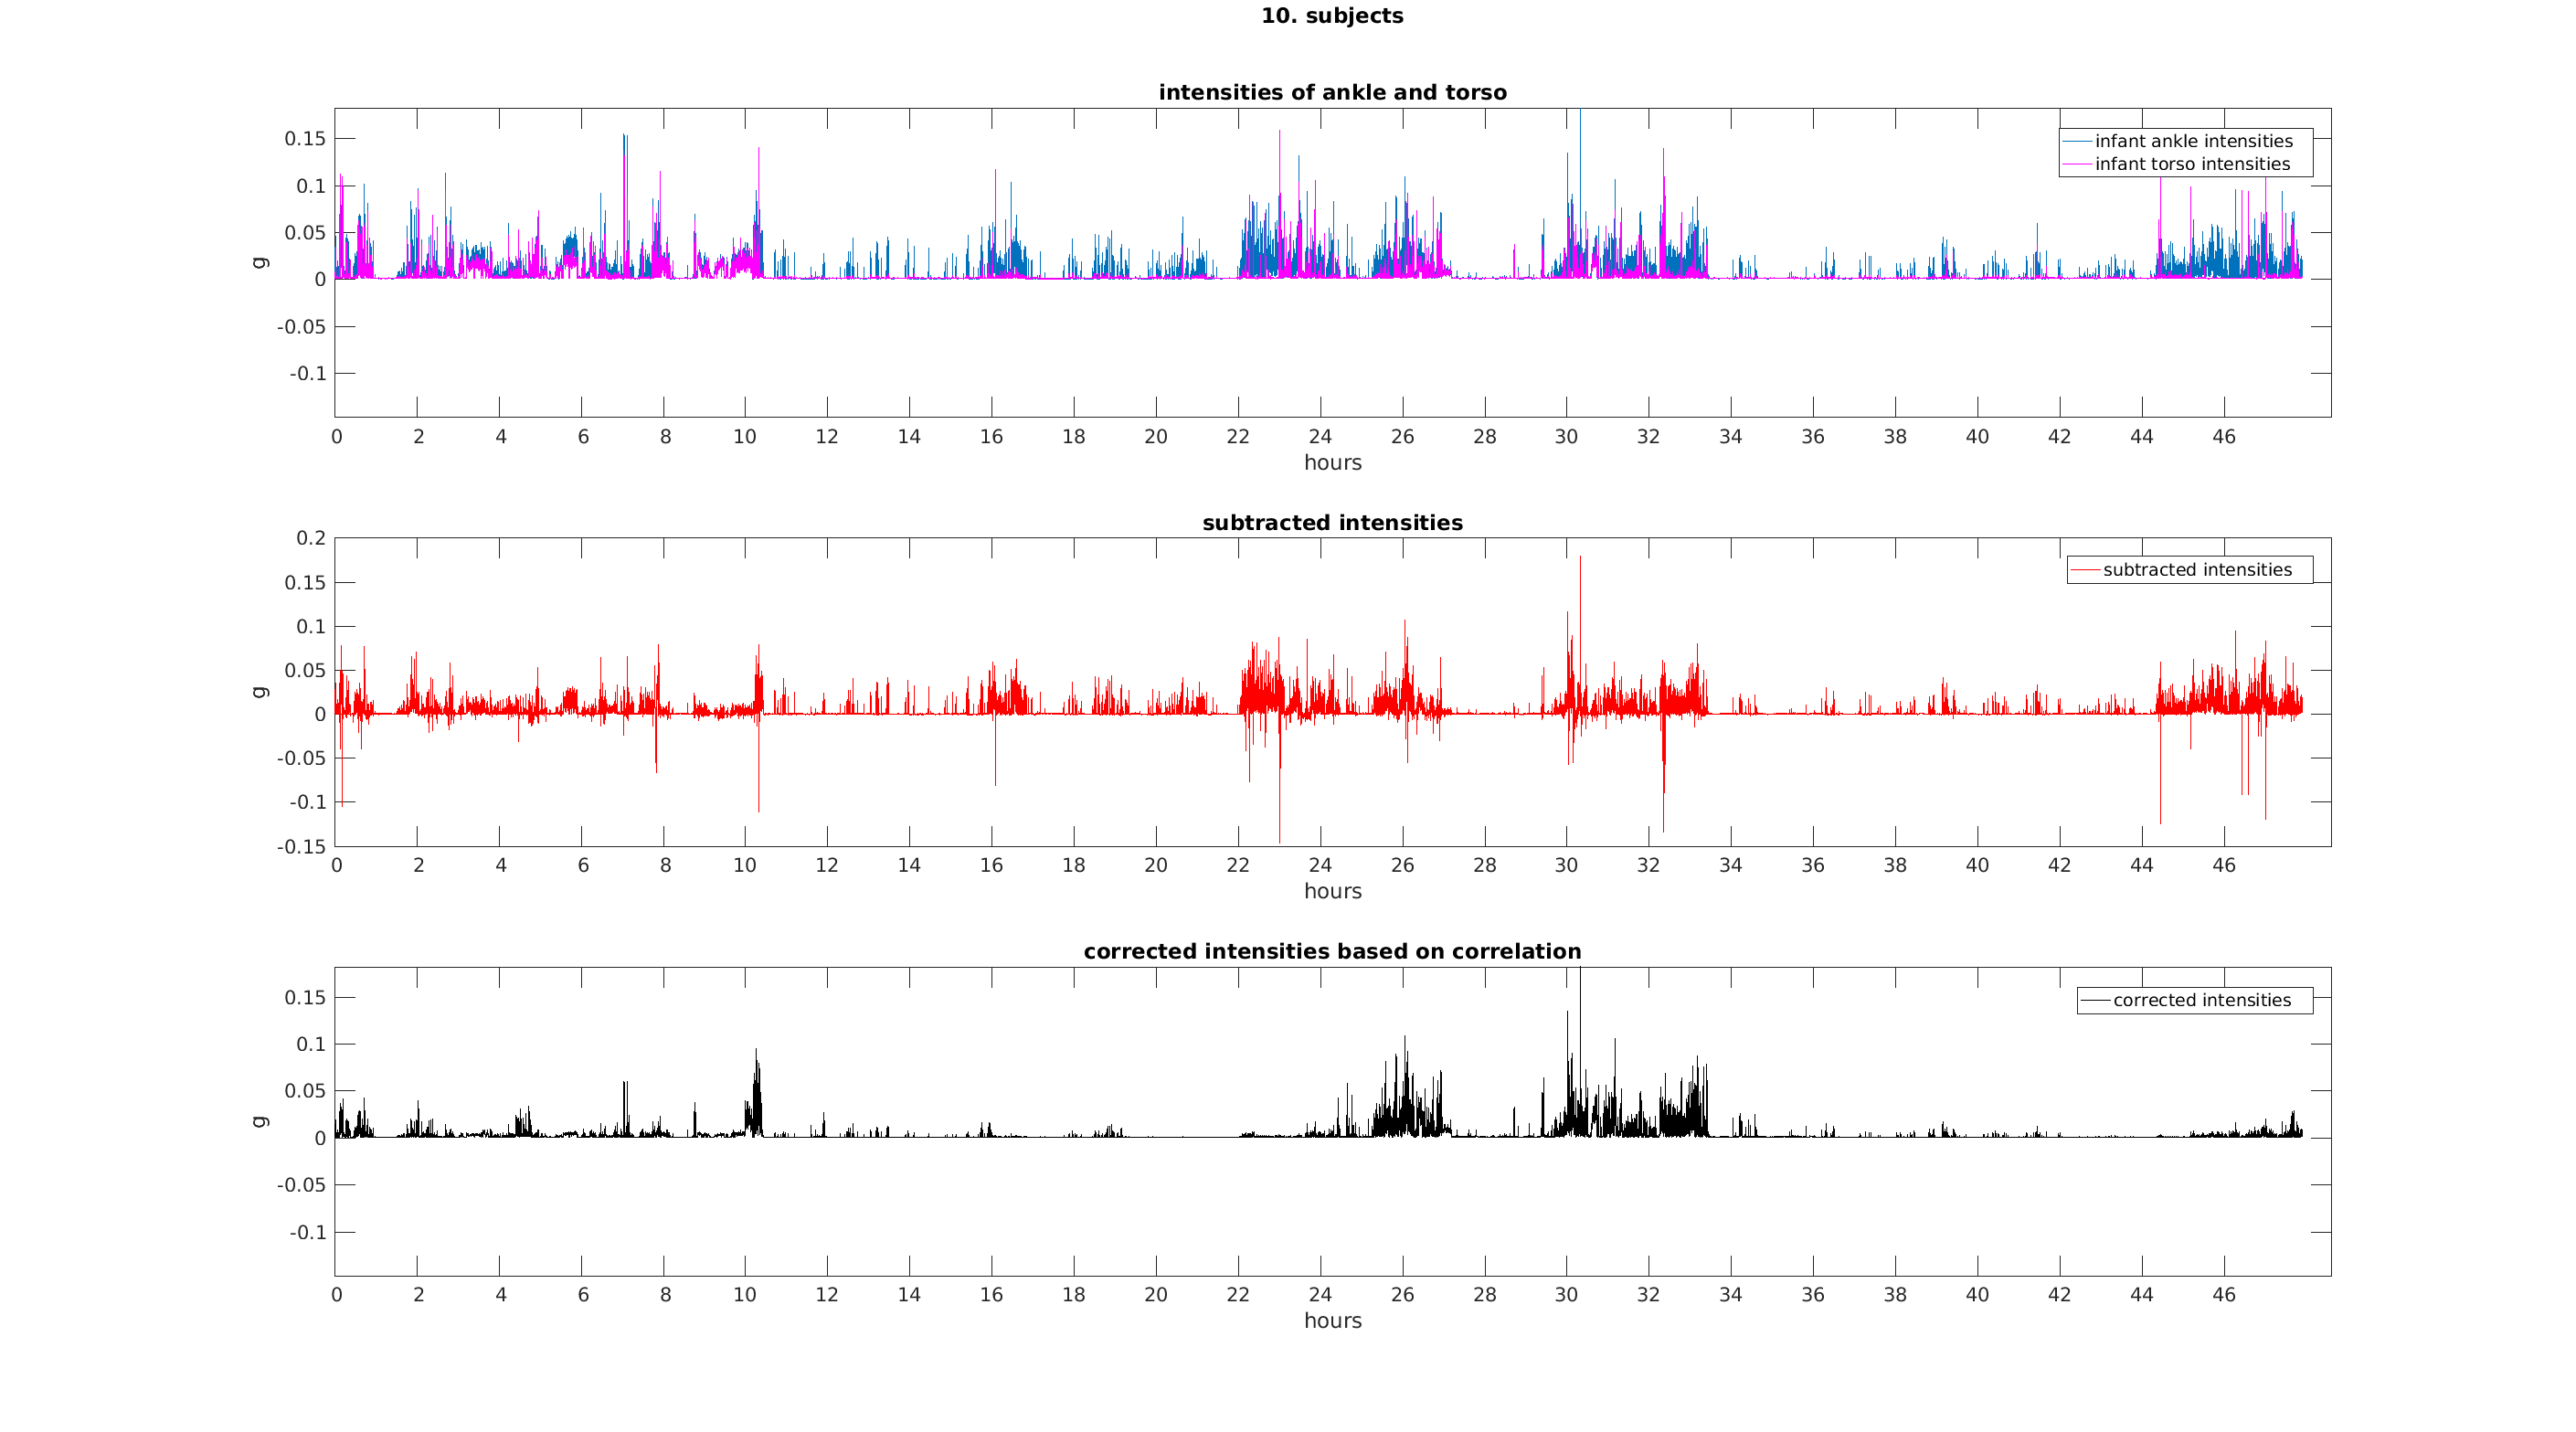 10. subjects
intensities of ankle and torso
0.15
0.1
0.05
0
-0.05
-0.1
g
infant ankle intensities
infant torso intensities
0 2 4 6 8 10 12 14 16 18 20 22 24 26 28 30 32 34 36 38 40 42 44 46
hours
subtracted intensities
0.2
0.15
0.1
0.05
0
-0.05
-0.1
-0.15
g
subtracted intensities
0 2 4 6 8 10 12 14 16 18 20 22 24 26 28 30 32 34 36 38 40 42 44 46
hours
corrected intensities based on correlation
0.15
0.1
0.05
0
-0.05
-0.1
g
corrected intensities
0 2 4 6 8 10 12 14 16 18 20 22 24 26 28 30 32 34 36 38 40 42 44 46
hours